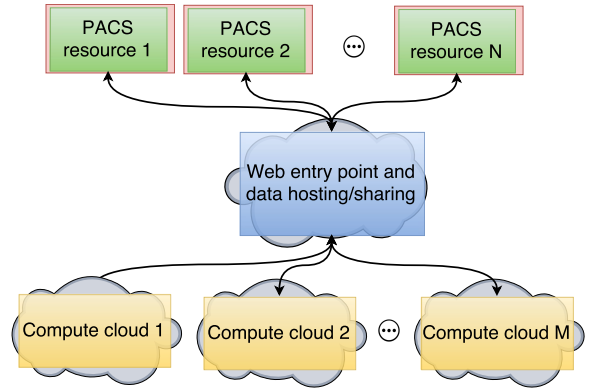 PACS
resource 1
PACS
resource 2
PACS
resource N
Web entry point and
data hosting/sharing
Compute cloud 1
Compute cloud 2
Compute cloud M